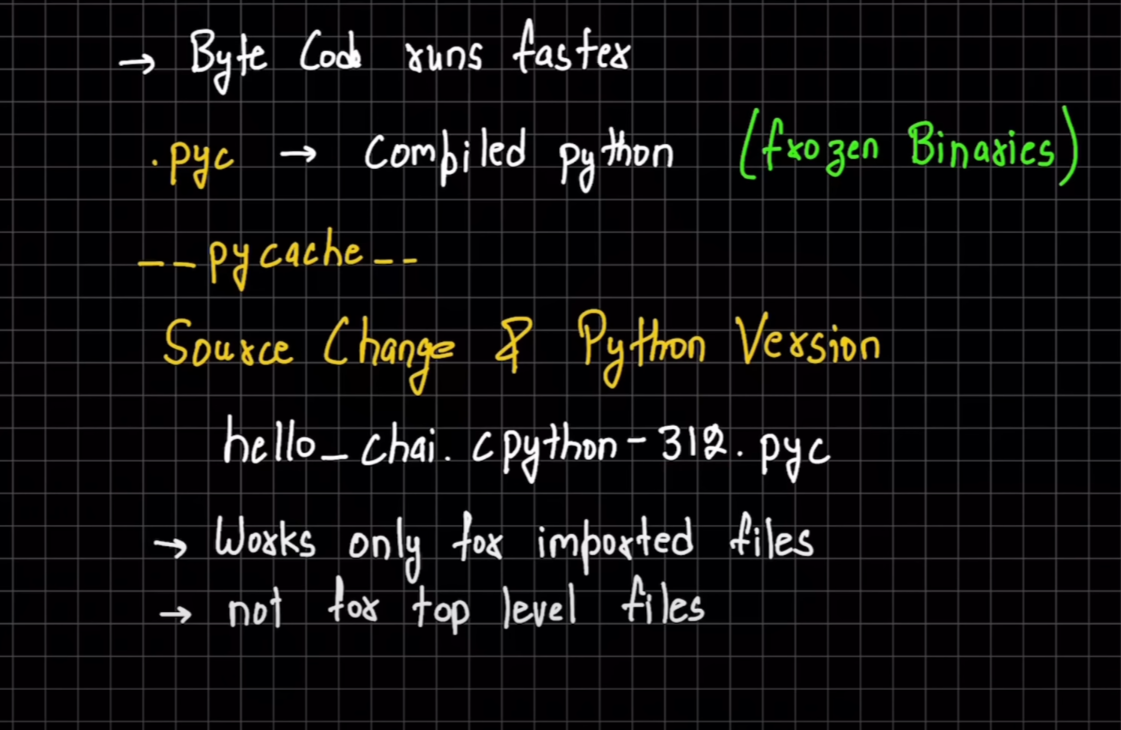 → Byte Code runs faster
.pyc → Compiled python (frozen Binaries)
__pycache__
Source Change & Python Version
hello_chai.cpython-312.pyc
→ Works only for imported files
→ not for top level files